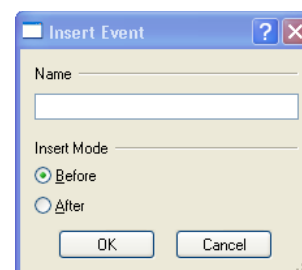 Insert Event
Name
Insert Mode
Before
After
OK Cancel